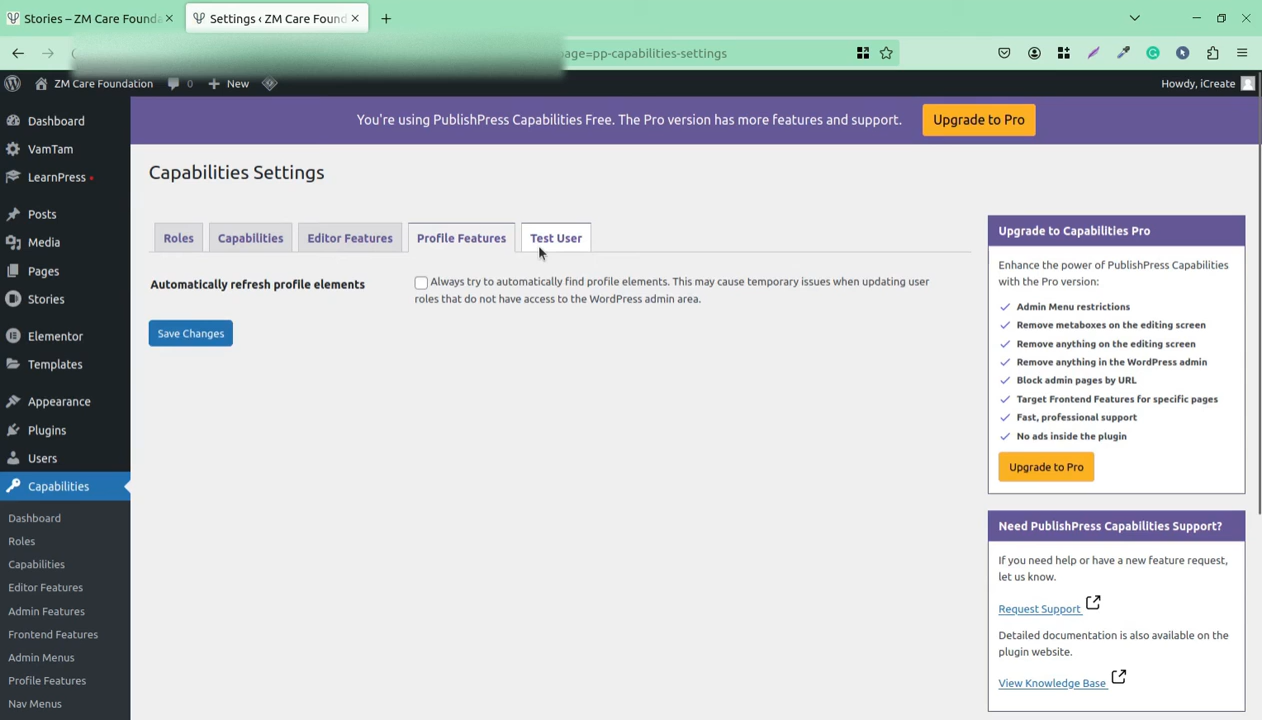 Stories – ZM Care Founda
Settings ‹ ZM Care Found
page=pp-capabilities-settings
ZM Care Foundation
0
New
Howdy, iCreate
Dashboard
VamTam
LearnPress
Posts
Media
Pages
Stories
Elementor
Templates
Appearance
Plugins
Users
Capabilities
Dashboard
Roles
Capabilities
Editor Features
Admin Features
Frontend Features
Admin Menus
Profile Features
Nav Menus
You're using PublishPress Capabilities Free. The Pro version has more features and support.
Upgrade to Pro
Capabilities Settings
Roles
Capabilities
Editor Features
Profile Features
Test User
Automatically refresh profile elements
Always try to automatically find profile elements. This may cause temporary issues when updating user
roles that do not have access to the WordPress admin area.
Save Changes
Upgrade to Capabilities Pro
Enhance the power of PublishPress Capabilities
with the Pro version:
Admin Menu restrictions
Remove metaboxes on the editing screen
Remove anything on the editing screen
Remove anything in the WordPress admin
Block admin pages by URL
Target Frontend Features for specific pages
Fast, professional support
No ads inside the plugin
Upgrade to Pro
Need PublishPress Capabilities Support?
If you need help or have a new feature request,
let us know.
Request Support
Detailed documentation is also available on the
plugin website.
View Knowledge Base